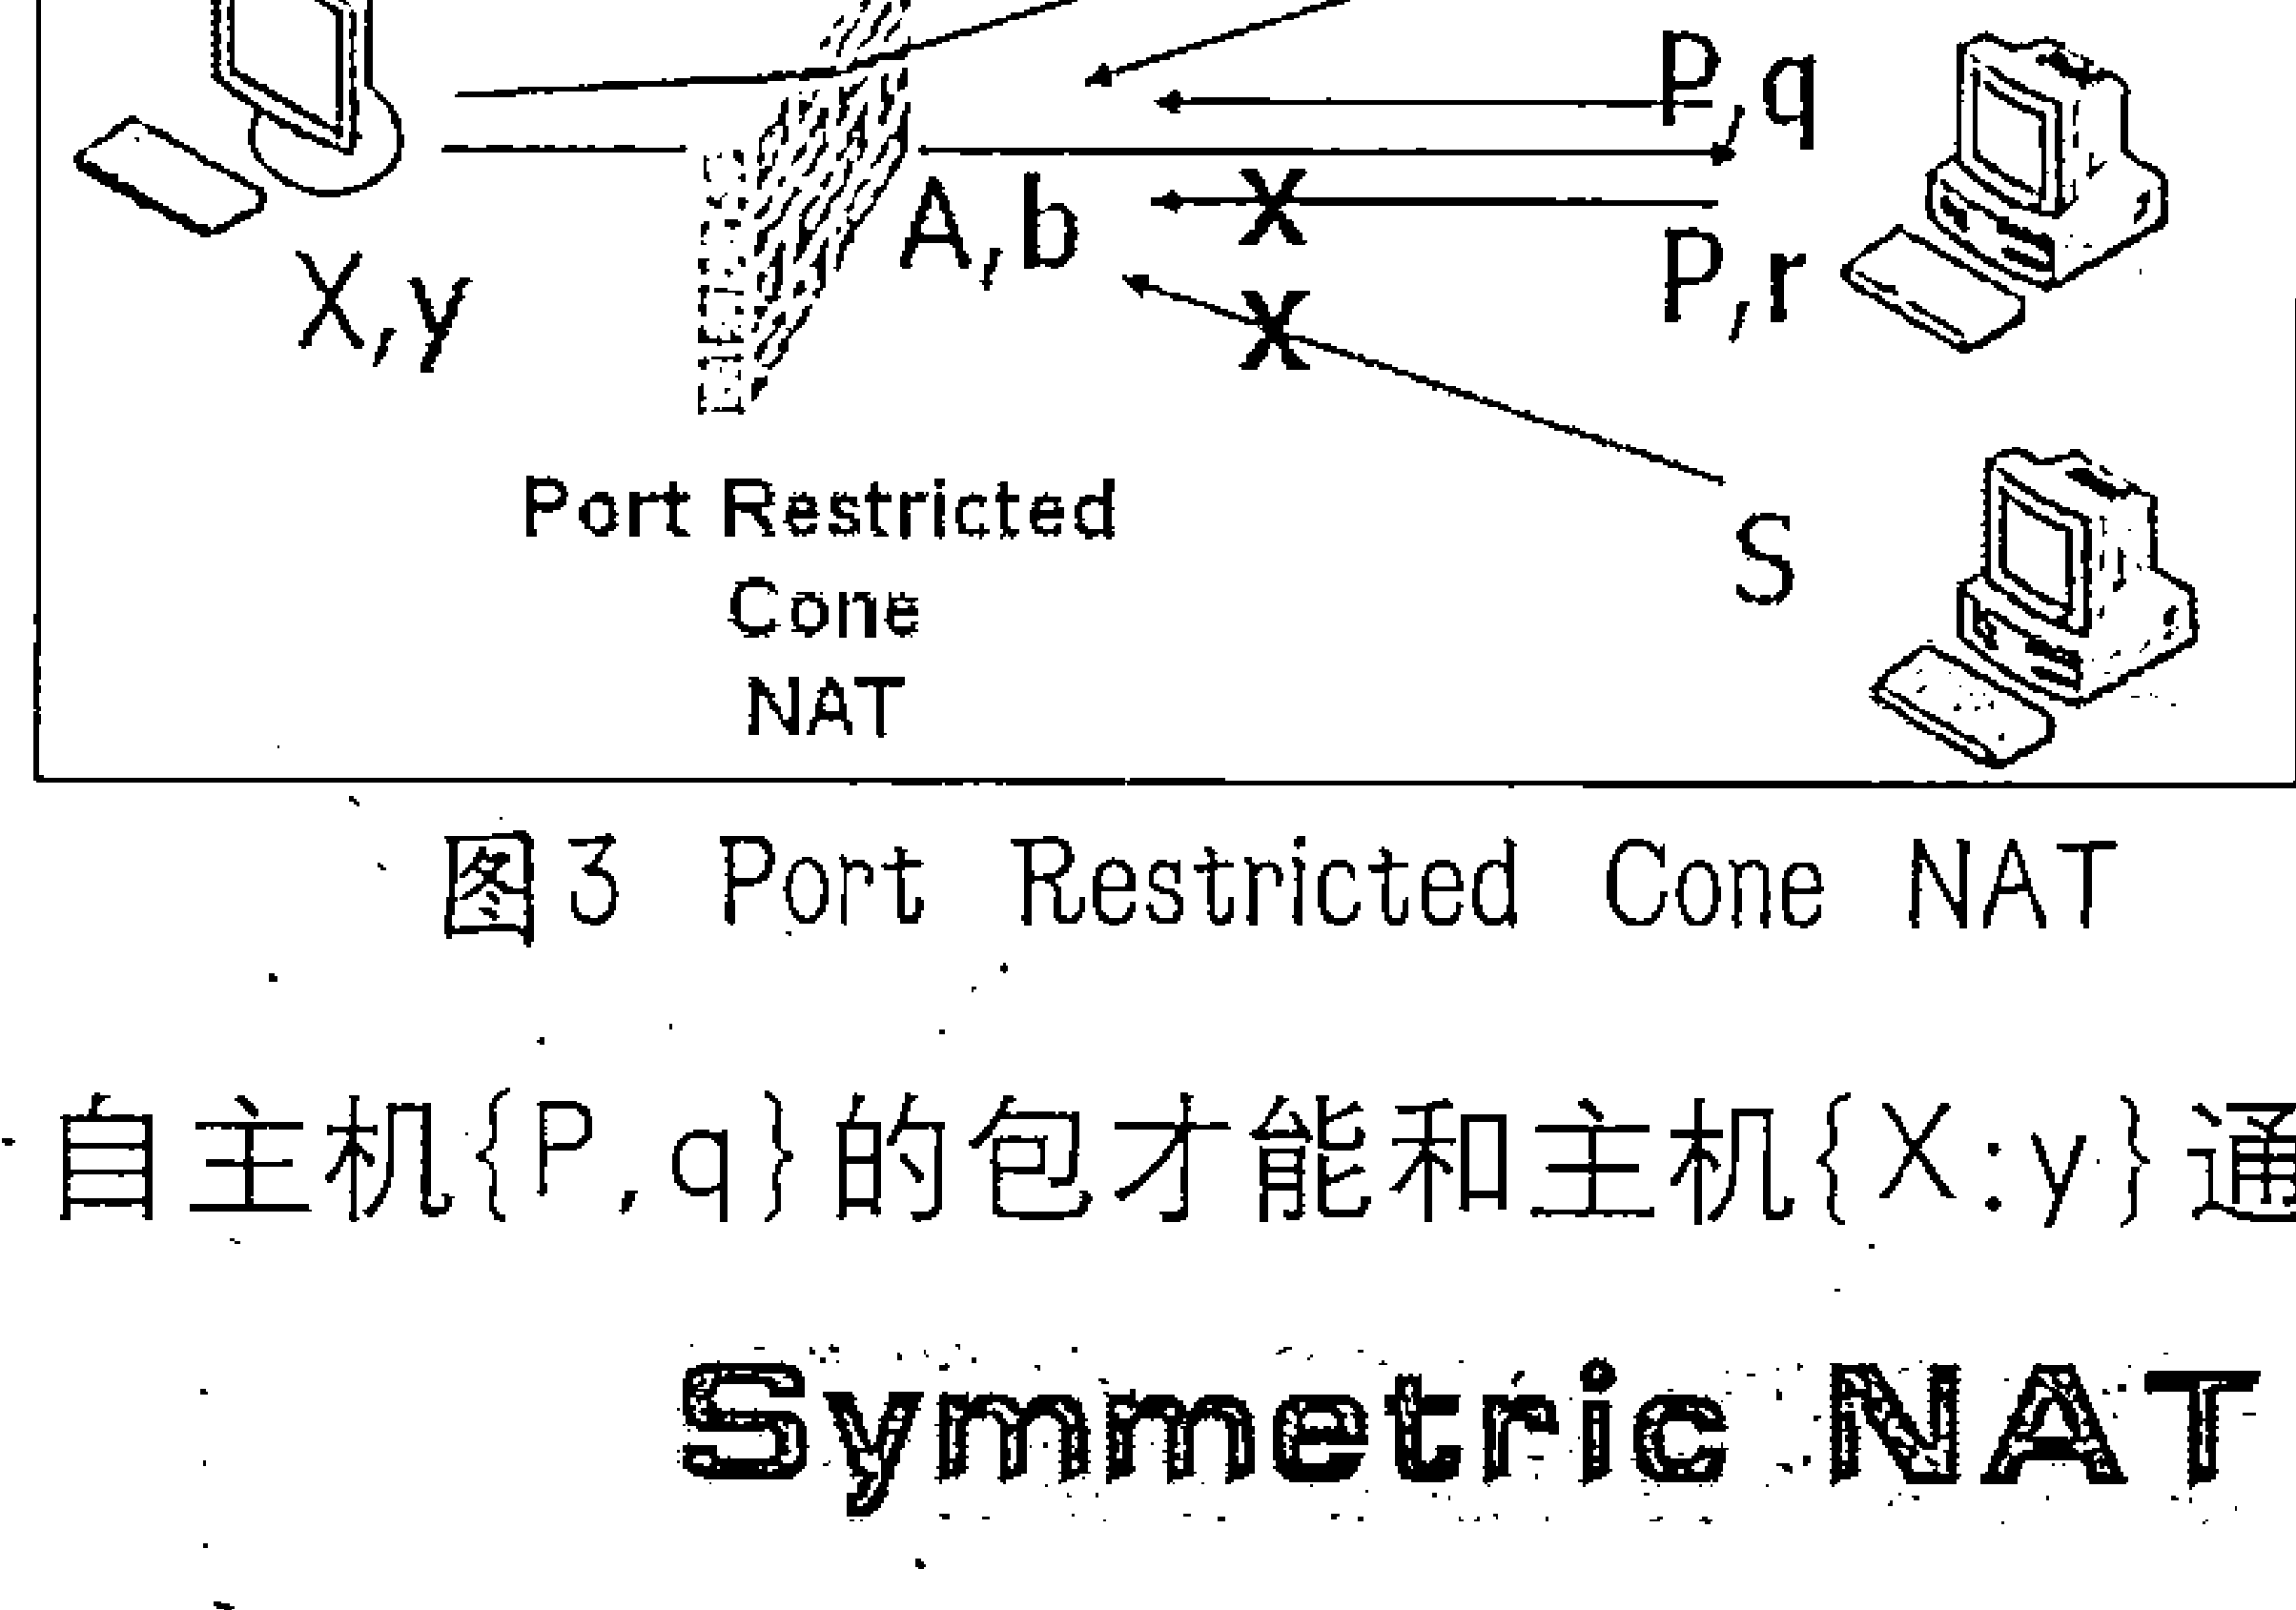 P,q
A,b
P,r
X,y
S
Port Restricted
Cone
NAT
图3 Port Restricted Cone NAT
自主机{P,q}的包才能和主机{X:y}通
Symmetric NAT